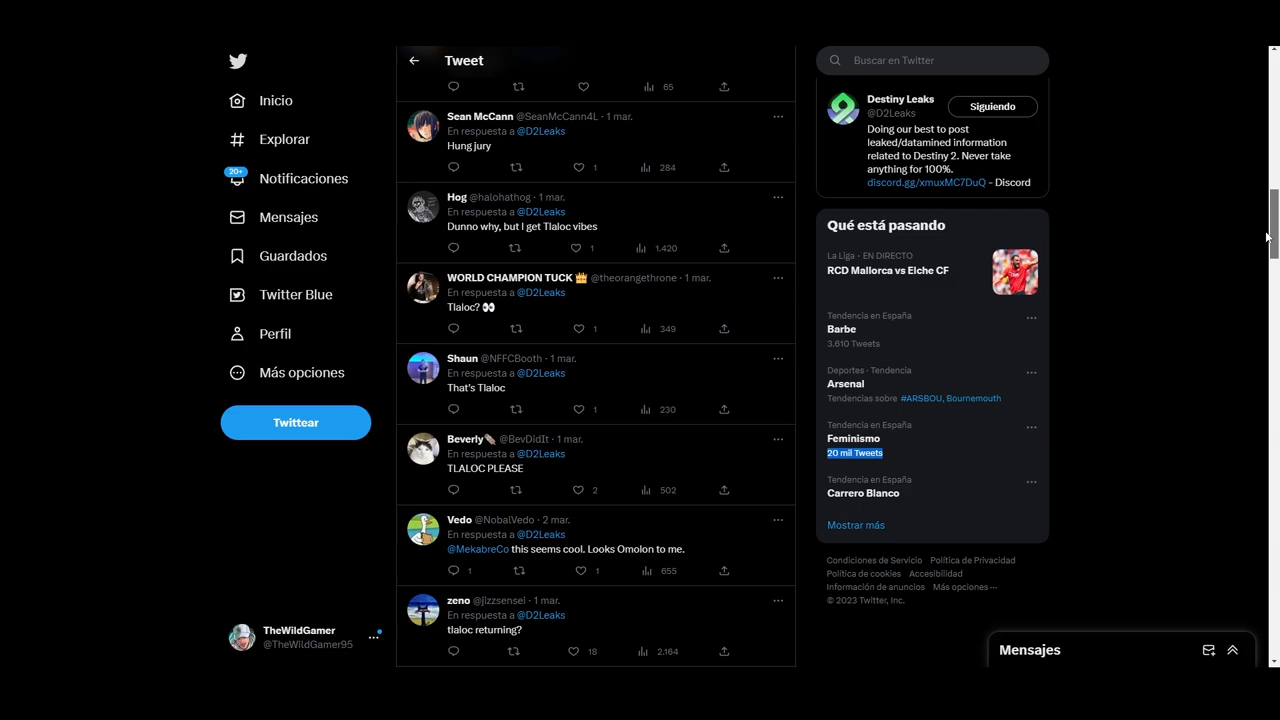 Inicio
Explorar
20+
Notificaciones
Mensajes
Guardados
Twitter Blue
Perfil
Más opciones
Twittear
TheWildGamer
@TheWildGamer95
Tweet
65
Sean McCann @SeanMcCann4L · 1 mar.
En respuesta a @D2Leaks
Hung jury
1 284
Hog @halohathog · 1 mar.
En respuesta a @D2Leaks
Dunno why, but I get Tlaloc vibes
1 1.420
WORLD CHAMPION TUCK 👑 @theorangethrone · 1 mar.
En respuesta a @D2Leaks
Tlaloc? 👀
1 349
Shaun @NFFCBooth · 1 mar.
En respuesta a @D2Leaks
That's Tlaloc
1 230
Beverly @BevDidIt · 1 mar.
En respuesta a @D2Leaks
TLALOC PLEASE
2 502
Vedo @NobalVedo · 2 mar.
En respuesta a @D2Leaks
@MekabreCo this seems cool. Looks Omolon to me.
1 1 655
zeno @jizzsensei · 1 mar.
En respuesta a @D2Leaks
tlaloc returning?
18 2.164
Buscar en Twitter
Destiny Leaks
@D2Leaks
Siguiendo
Doing our best to post
leaked/datamined information
related to Destiny 2. Never take
anything for 100%.
discord.gg/xmuxMC7DuQ - Discord
Qué está pasando
La Liga · EN DIRECTO
RCD Mallorca vs Elche CF
Tendencia en España
Barbe
3.610 Tweets
Deportes · Tendencia
Arsenal
Tendencias sobre #ARSBOU, Bournemouth
Tendencia en España
Feminismo
20 mil Tweets
Tendencia en España
Carrero Blanco
Mostrar más
Condiciones de Servicio Política de Privacidad
Política de cookies Accesibilidad
Información de anuncios Más opciones ···
© 2023 Twitter, Inc.
Mensajes